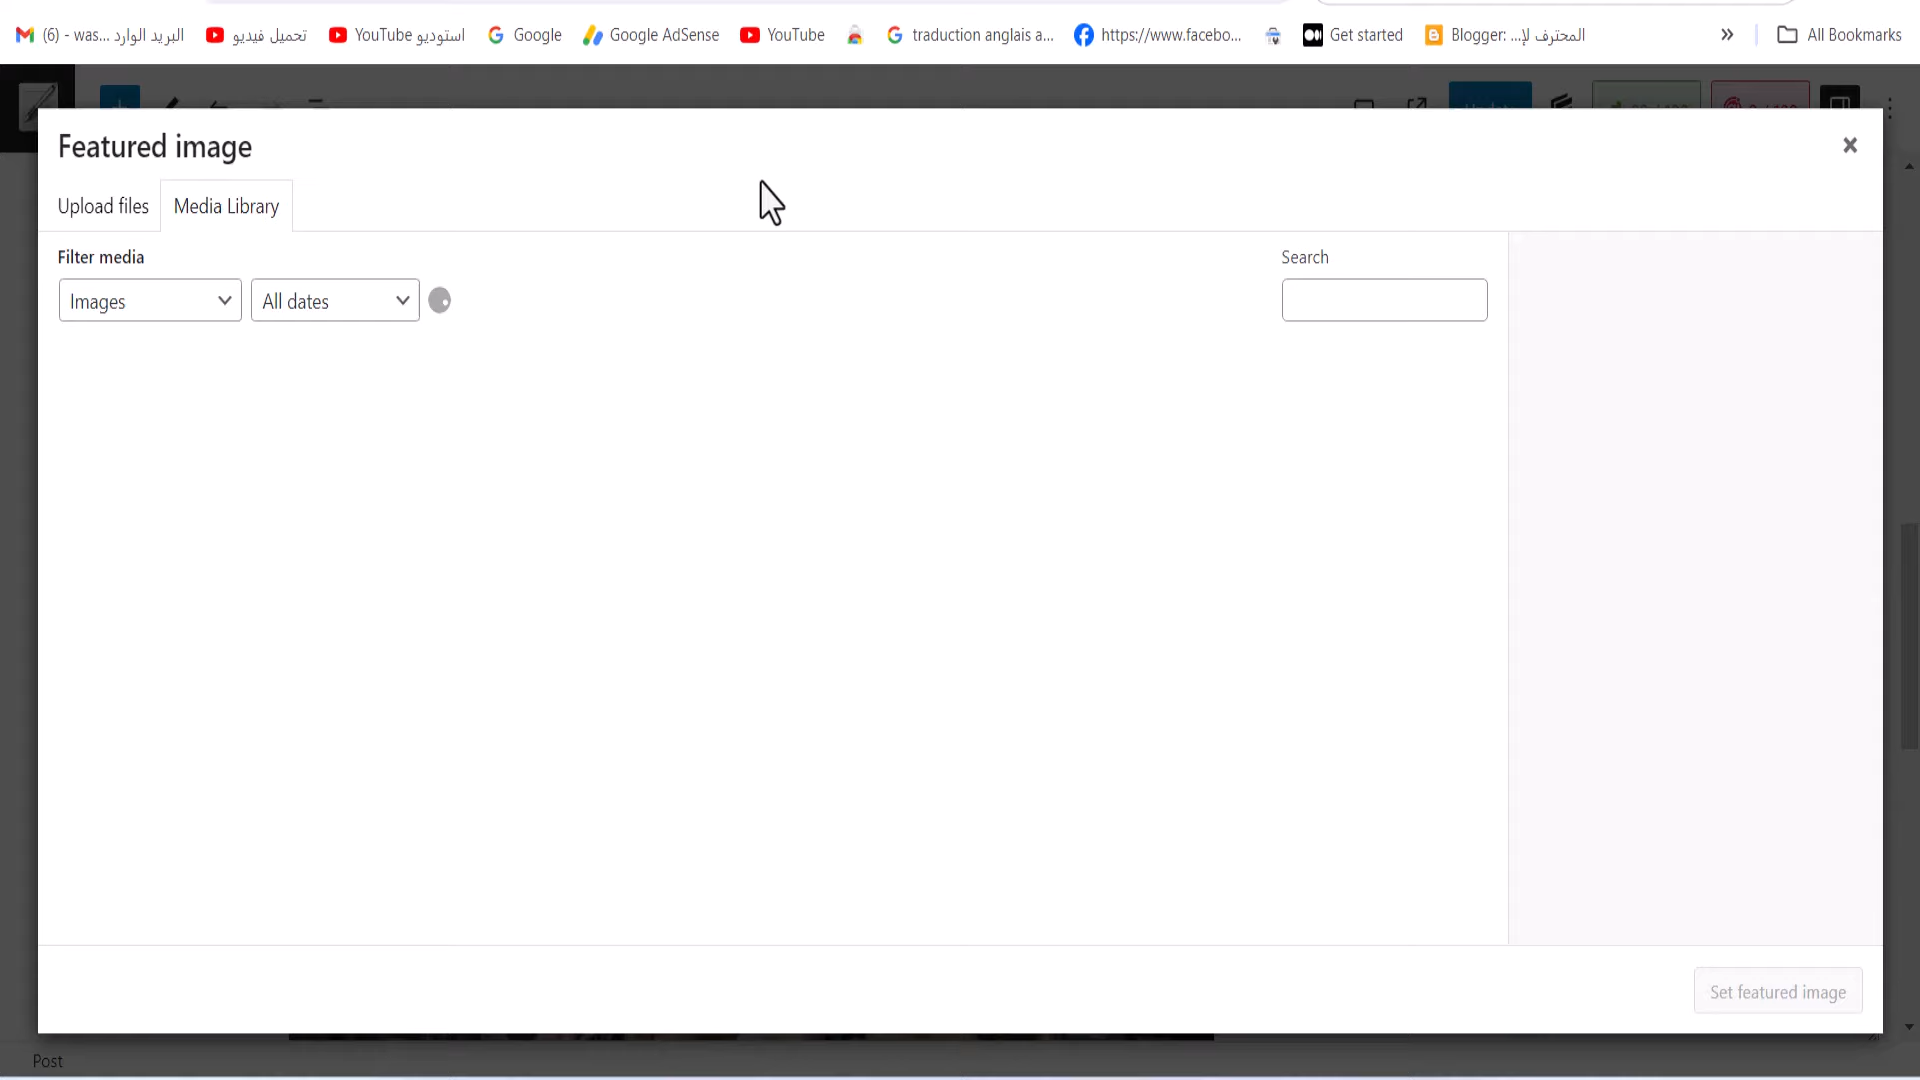 (6) - was... البريد الوارد
تحميل فيديو
YouTube استوديو
Google
Google AdSense
YouTube
traduction anglais a...
https://www.facebo...
Get started
Blogger: ...المحترف لإ
»
All Bookmarks
Featured image
×
Upload files
Media Library
Filter media
Search
Images
All dates
Set featured image
Post